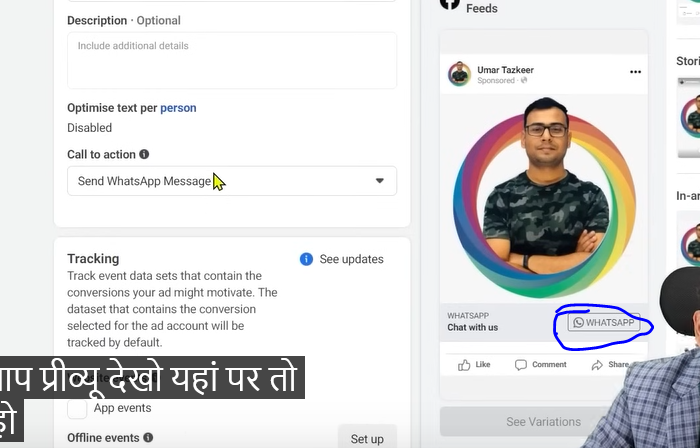 Description · Optional
Include additional details
Optimise text per person
Disabled
Call to action
Send WhatsApp Message
Tracking
See updates
Track event data sets that contain the
conversions your ad might motivate. The
dataset that contains the conversion
selected for the ad account will be
tracked by default.
App events
Offline events
Set up
Feeds
Umar Tazkeer
Sponsored ·
WHATSAPP
Chat with us
WHATSAPP
Like
Comment
Share
See Variations
प्रीव्यू देखो यहां पर तो